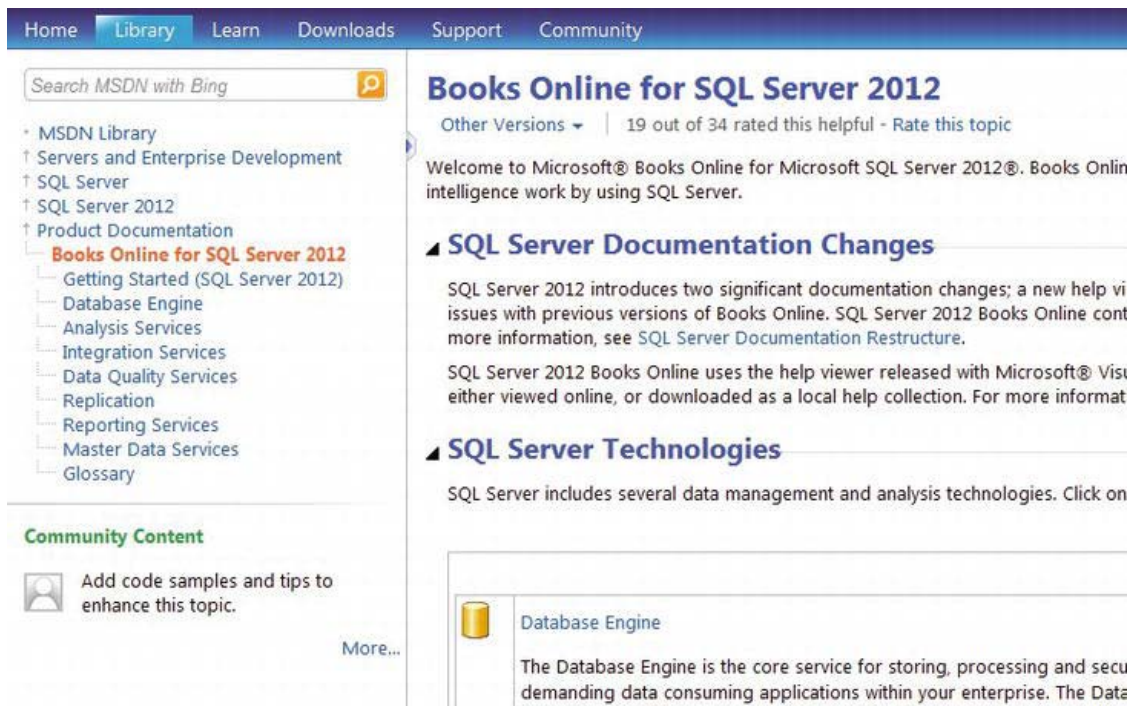 Home Library Learn Downloads Support Community
Search MSDN with Bing
MSDN Library
↑ Servers and Enterprise Development
↑ SQL Server
↑ SQL Server 2012
↑ Product Documentation
Books Online for SQL Server 2012
Getting Started (SQL Server 2012)
Database Engine
Analysis Services
Integration Services
Data Quality Services
Replication
Reporting Services
Master Data Services
Glossary
Community Content
Add code samples and tips to
enhance this topic.
More...
Books Online for SQL Server 2012
Other Versions | 19 out of 34 rated this helpful - Rate this topic
Welcome to Microsoft® Books Online for Microsoft SQL Server 2012®. Books Onlin
intelligence work by using SQL Server.
SQL Server Documentation Changes
SQL Server 2012 introduces two significant documentation changes; a new help vi
issues with previous versions of Books Online. SQL Server 2012 Books Online cont
more information, see SQL Server Documentation Restructure.
SQL Server 2012 Books Online uses the help viewer released with Microsoft® Visu
either viewed online, or downloaded as a local help collection. For more informat
SQL Server Technologies
SQL Server includes several data management and analysis technologies. Click on
Database Engine
The Database Engine is the core service for storing, processing and secu
demanding data consuming applications within your enterprise. The Data